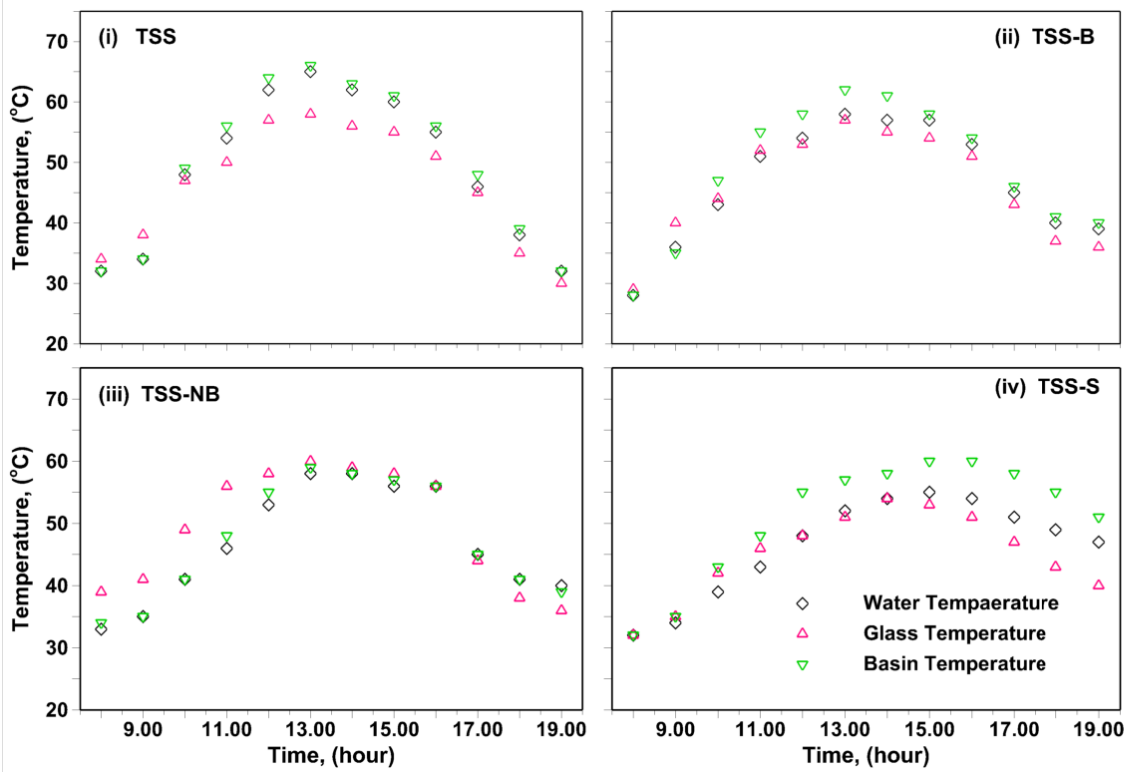 (i) TSS
(ii) TSS-B
70
60
50
40
30
20
Temperature, (°C)
(iii) TSS-NB
(iv) TSS-S
70
60
50
40
30
20
Temperature, (°C)
Water Tempaerature
Glass Temperature
Basin Temperature
9.00 11.00 13.00 15.00 17.00 19.00
9.00 11.00 13.00 15.00 17.00 19.00
Time, (hour)
Time, (hour)